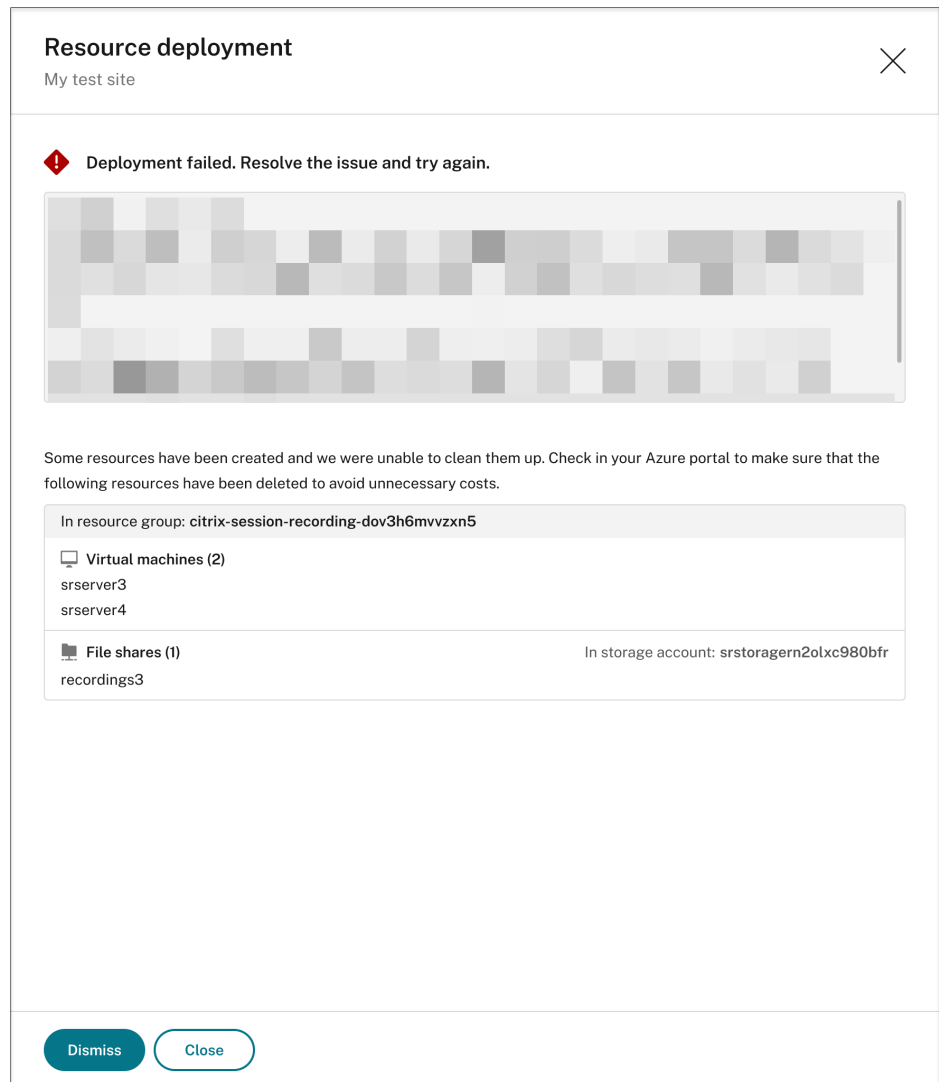 Resource deployment
My test site
Deployment failed. Resolve the issue and try again.
Some resources have been created and we were unable to clean them up. Check in your Azure portal to make sure that the
following resources have been deleted to avoid unnecessary costs.
In resource group: citrix-session-recording-dov3h6mvvzxn5
Virtual machines (2)
srserver3
srserver4
File shares (1) In storage account: srstoragern2olxc980bfr
recordings3
Dismiss Close